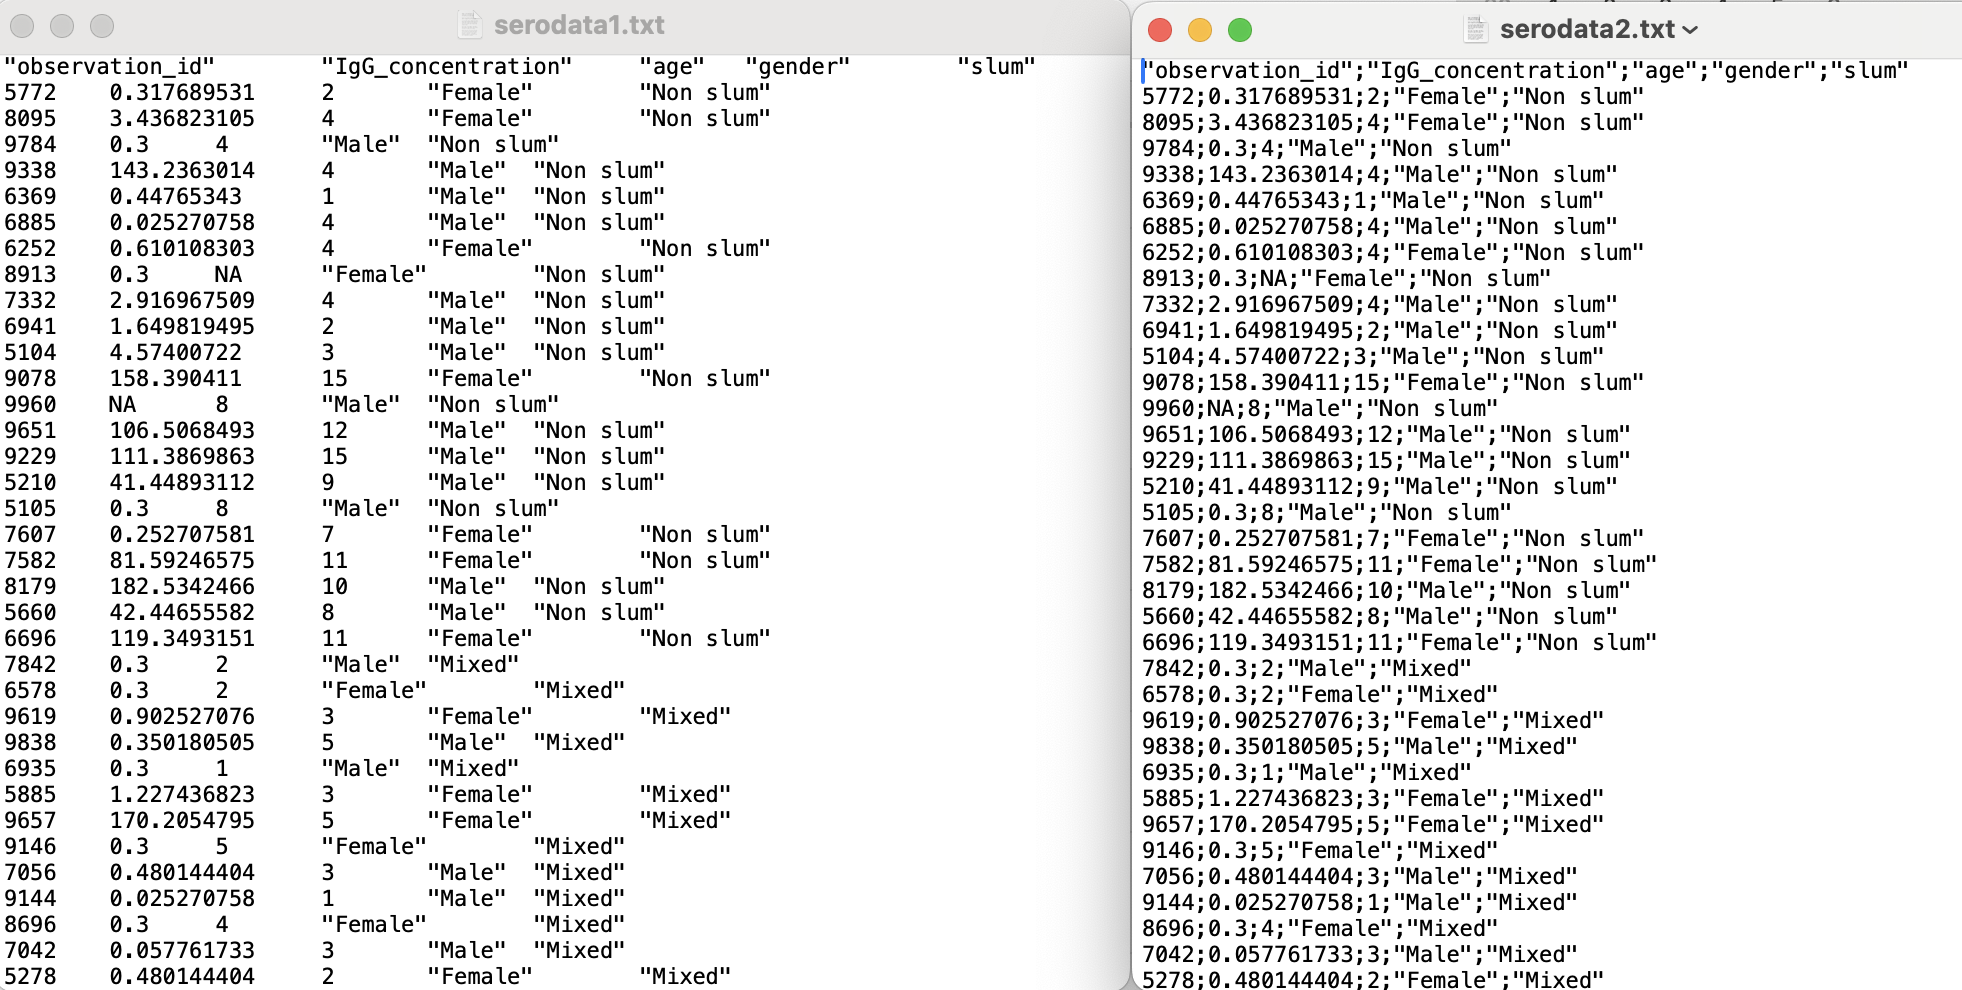 serodata1.txt
"observation_id" "IgG_concentration" "age" "gender" "slum"
5772 0.317689531 2 "Female" "Non slum"
8095 3.436823105 4 "Female" "Non slum"
9784 0.3 4 "Male" "Non slum"
9338 143.2363014 4 "Male" "Non slum"
6369 0.44765343 1 "Male" "Non slum"
6885 0.025270758 4 "Male" "Non slum"
6252 0.610108303 4 "Female" "Non slum"
8913 0.3 NA "Female" "Non slum"
7332 2.916967509 4 "Male" "Non slum"
6941 1.649819495 2 "Male" "Non slum"
5104 4.57400722 3 "Male" "Non slum"
9078 158.390411 15 "Female" "Non slum"
9960 NA 8 "Male" "Non slum"
9651 106.5068493 12 "Male" "Non slum"
9229 111.3869863 15 "Male" "Non slum"
5210 41.44893112 9 "Male" "Non slum"
5105 0.3 8 "Male" "Non slum"
7607 0.252707581 7 "Female" "Non slum"
7582 81.59246575 11 "Female" "Non slum"
8179 182.5342466 10 "Male" "Non slum"
5660 42.44655582 8 "Male" "Non slum"
6696 119.3493151 11 "Female" "Non slum"
7842 0.3 2 "Male" "Mixed"
6578 0.3 2 "Female" "Mixed"
9619 0.902527076 3 "Female" "Mixed"
9838 0.350180505 5 "Male" "Mixed"
6935 0.3 1 "Male" "Mixed"
5885 1.227436823 3 "Female" "Mixed"
9657 170.2054795 5 "Female" "Mixed"
9146 0.3 5 "Female" "Mixed"
7056 0.480144404 3 "Male" "Mixed"
9144 0.025270758 1 "Male" "Mixed"
8696 0.3 4 "Female" "Mixed"
7042 0.057761733 3 "Male" "Mixed"
5278 0.480144404 2 "Female" "Mixed"
serodata2.txt
"observation_id";"IgG_concentration";"age";"gender";"slum"
5772;0.317689531;2;"Female";"Non slum"
8095;3.436823105;4;"Female";"Non slum"
9784;0.3;4;"Male";"Non slum"
9338;143.2363014;4;"Male";"Non slum"
6369;0.44765343;1;"Male";"Non slum"
6885;0.025270758;4;"Male";"Non slum"
6252;0.610108303;4;"Female";"Non slum"
8913;0.3;NA;"Female";"Non slum"
7332;2.916967509;4;"Male";"Non slum"
6941;1.649819495;2;"Male";"Non slum"
5104;4.57400722;3;"Male";"Non slum"
9078;158.390411;15;"Female";"Non slum"
9960;NA;8;"Male";"Non slum"
9651;106.5068493;12;"Male";"Non slum"
9229;111.3869863;15;"Male";"Non slum"
5210;41.44893112;9;"Male";"Non slum"
5105;0.3;8;"Male";"Non slum"
7607;0.252707581;7;"Female";"Non slum"
7582;81.59246575;11;"Female";"Non slum"
8179;182.5342466;10;"Male";"Non slum"
5660;42.44655582;8;"Male";"Non slum"
6696;119.3493151;11;"Female";"Non slum"
7842;0.3;2;"Male";"Mixed"
6578;0.3;2;"Female";"Mixed"
9619;0.902527076;3;"Female";"Mixed"
9838;0.350180505;5;"Male";"Mixed"
6935;0.3;1;"Male";"Mixed"
5885;1.227436823;3;"Female";"Mixed"
9657;170.2054795;5;"Female";"Mixed"
9146;0.3;5;"Female";"Mixed"
7056;0.480144404;3;"Male";"Mixed"
9144;0.025270758;1;"Male";"Mixed"
8696;0.3;4;"Female";"Mixed"
7042;0.057761733;3;"Male";"Mixed"
5278;0.480144404;2;"Female";"Mixed"